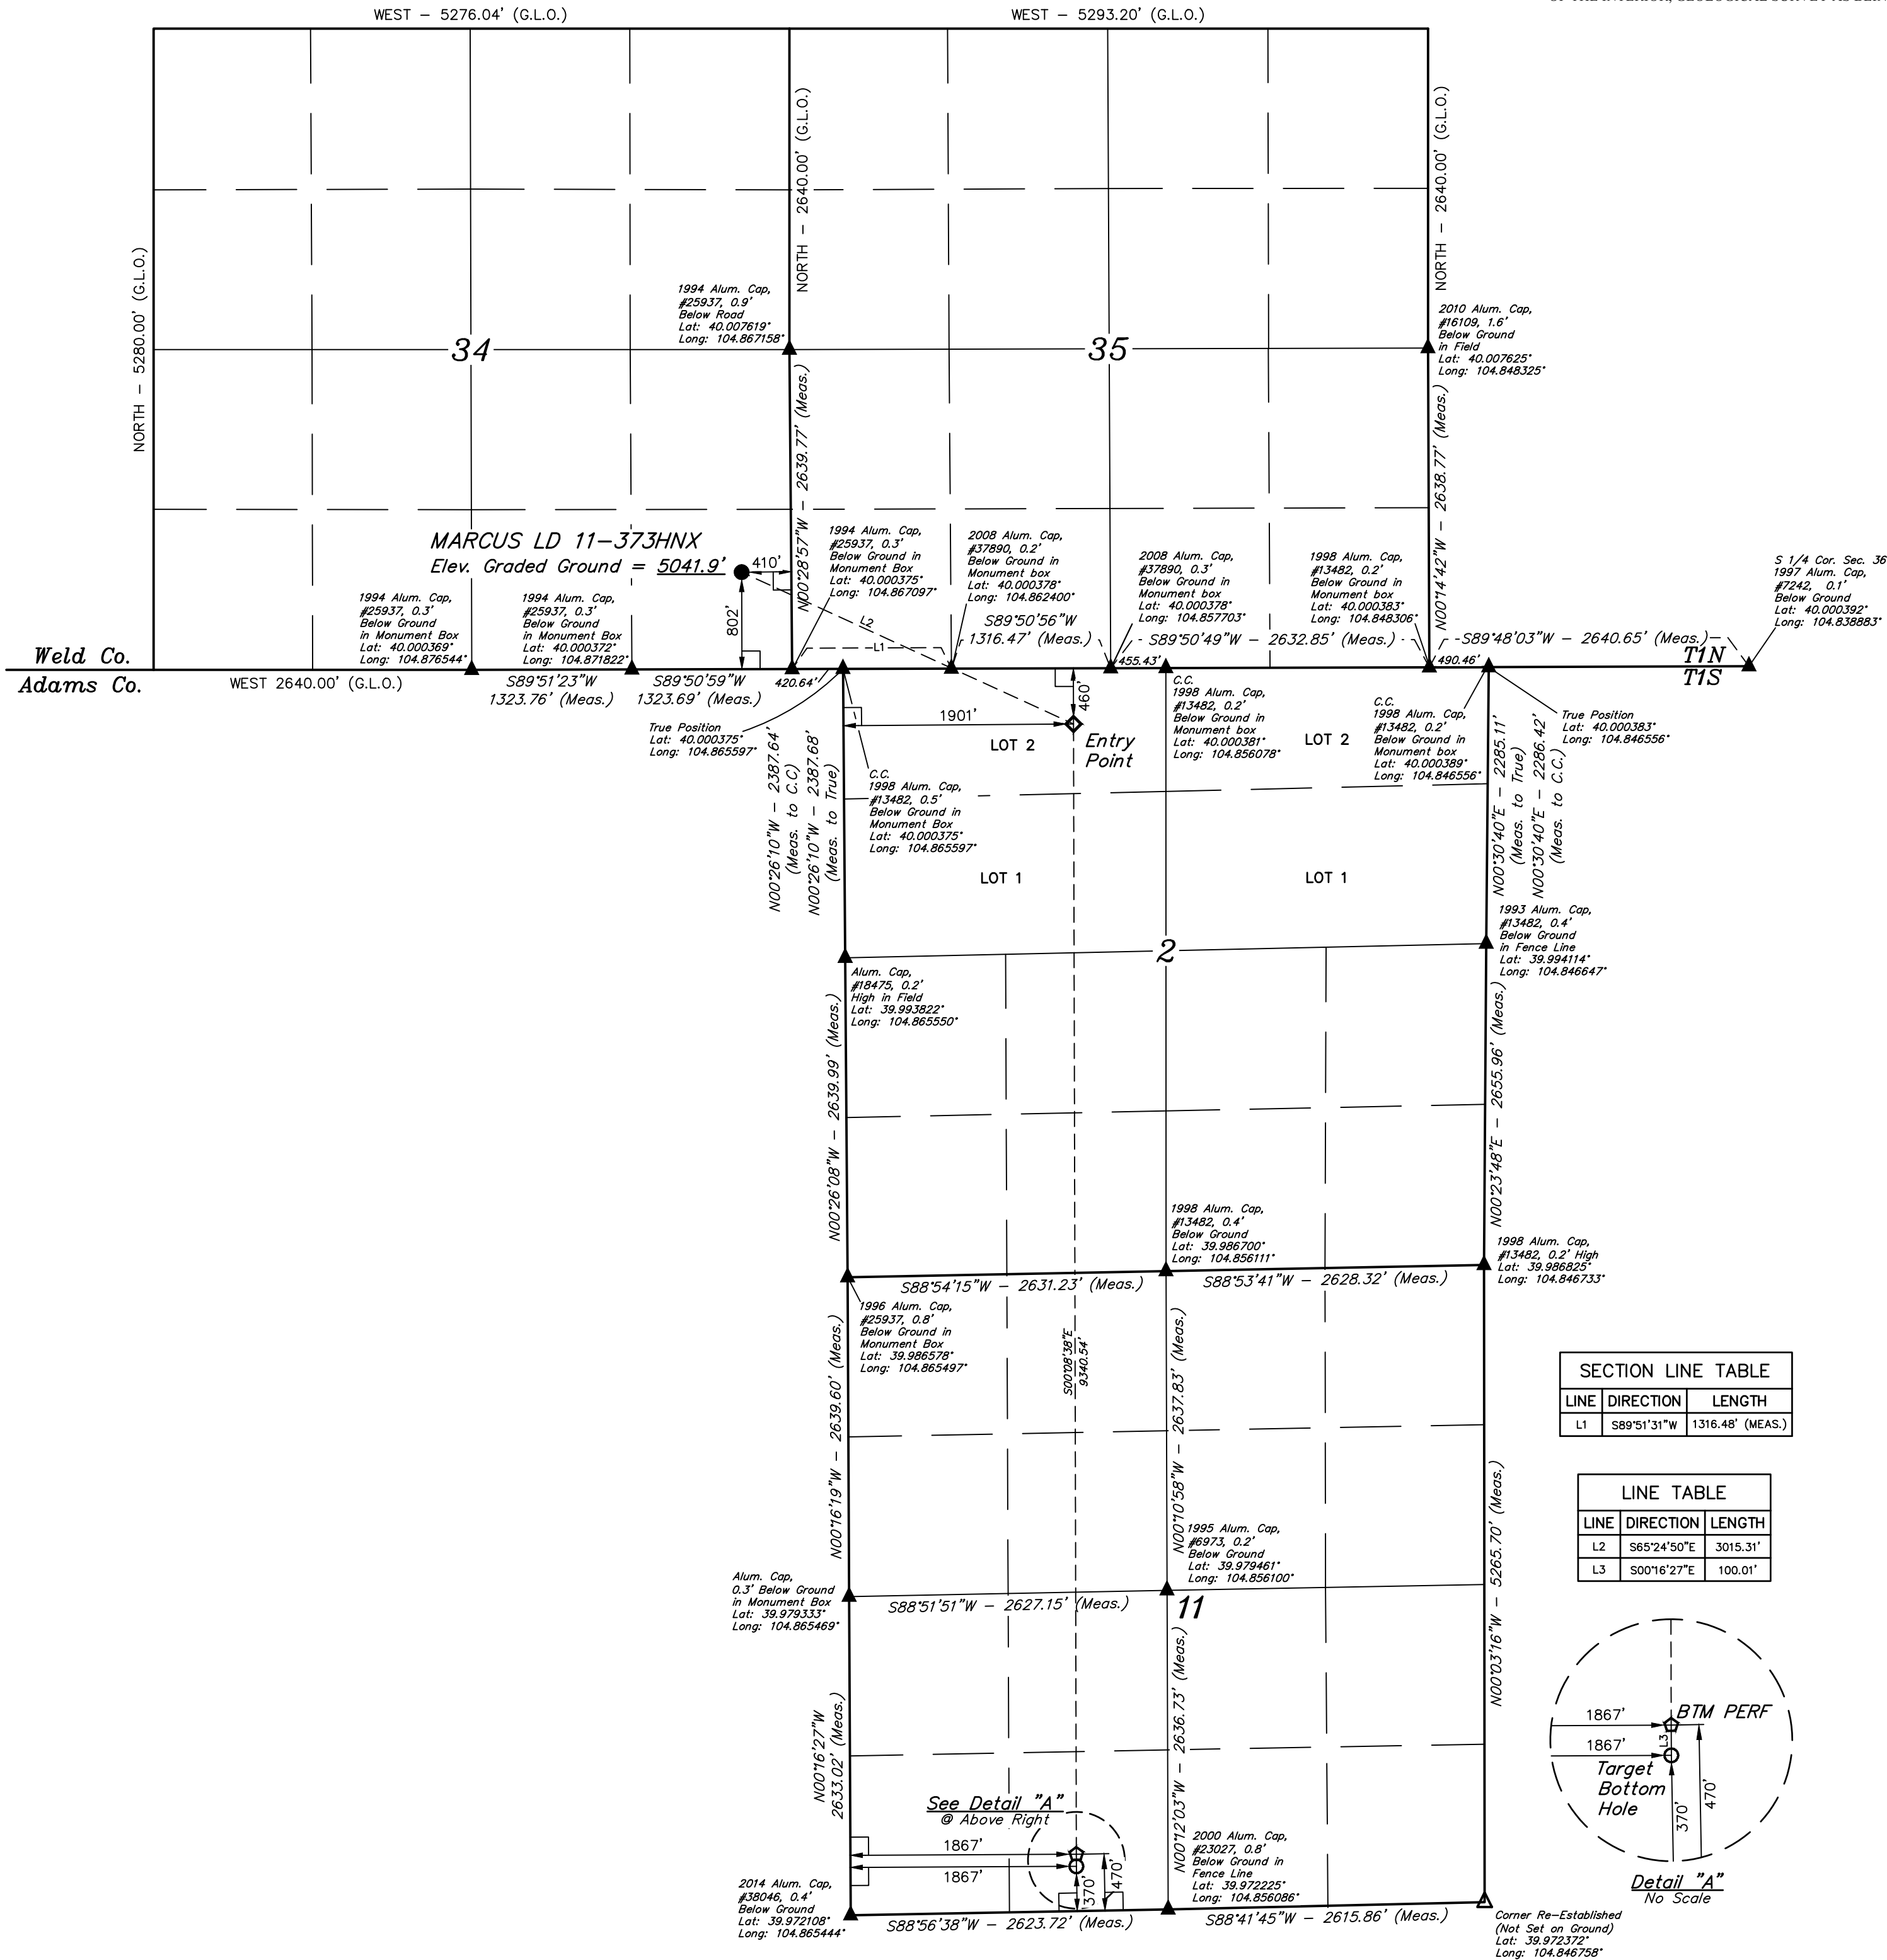 WEST – 5276.04' (G.L.O.)
WEST – 5293.20' (G.L.O.)
NORTH – 5280.00' (G.L.O.)
NORTH – 2640.00' (G.L.O.)
NORTH – 2640.00' (G.L.O.)
34
35
1994 Alum. Cap,
#25937, 0.9'
Below Road
Lat: 40.007619°
Long: 104.867158°
2010 Alum. Cap,
#16109, 1.6'
Below Ground
in Field
Lat: 40.007625°
Long: 104.848325°
N00°28'57"W – 2639.77' (Meas.)
N00°14'42"W – 2638.77' (Meas.)
MARCUS LD 11–373HNX
Elev. Graded Ground = 5041.9'
410'
802'
L2
L1
1994 Alum. Cap,
#25937, 0.3'
Below Ground
in Monument Box
Lat: 40.000369°
Long: 104.876544°
1994 Alum. Cap,
#25937, 0.3'
Below Ground
in Monument Box
Lat: 40.000372°
Long: 104.871822°
1994 Alum. Cap,
#25937, 0.3'
Below Ground in
Monument Box
Lat: 40.000375°
Long: 104.867097°
2008 Alum. Cap,
#37890, 0.2'
Below Ground in
Monument box
Lat: 40.000378°
Long: 104.862400°
S89°50'56"W
1316.47' (Meas.)
2008 Alum. Cap,
#37890, 0.3'
Below Ground in
Monument box
Lat: 40.000378°
Long: 104.857703°
1998 Alum. Cap,
#13482, 0.2'
Below Ground in
Monument box
Lat: 40.000383°
Long: 104.848306°
S89°50'49"W – 2632.85' (Meas.)
S 1/4 Cor. Sec. 36
1997 Alum. Cap,
#7242, 0.1'
Below Ground
Lat: 40.000392°
Long: 104.838883°
S89°48'03"W – 2640.65' (Meas.)
Weld Co.
Adams Co.
T1N
T1S
WEST 2640.00' (G.L.O.)
S89°51'23"W
1323.76' (Meas.)
S89°50'59"W
1323.69' (Meas.)
420.64'
455.43'
490.46'
True Position
Lat: 40.000375°
Long: 104.865597°
1901'
460'
LOT 2
Entry
Point
C.C.
1998 Alum. Cap,
#13482, 0.2'
Below Ground in
Monument box
Lat: 40.000381°
Long: 104.856078°
LOT 2
C.C.
1998 Alum. Cap,
#13482, 0.2'
Below Ground in
Monument box
Lat: 40.000389°
Long: 104.846556°
True Position
Lat: 40.000383°
Long: 104.846556°
N00°26'10"W – 2387.64'
(Meas. to C.C)
N00°26'10"W – 2387.68'
(Meas. to True)
C.C.
1998 Alum. Cap,
#13482, 0.5'
Below Ground in
Monument Box
Lat: 40.000375°
Long: 104.865597°
N00°30'40"E – 2285.11'
(Meas. to True)
N00°30'40"E – 2286.42'
(Meas. to C.C.)
LOT 1
LOT 1
2
1993 Alum. Cap,
#13482, 0.4'
Below Ground
in Fence Line
Lat: 39.994114°
Long: 104.846647°
Alum. Cap,
#18475, 0.2'
High in Field
Lat: 39.993822°
Long: 104.865550°
N00°26'08"W – 2639.99' (Meas.)
N00°23'48"E – 2655.96' (Meas.)
1998 Alum. Cap,
#13482, 0.4'
Below Ground
Lat: 39.986700°
Long: 104.856111°
1998 Alum. Cap,
#13482, 0.2' High
Lat: 39.986825°
Long: 104.846733°
S88°54'15"W – 2631.23' (Meas.)
S88°53'41"W – 2628.32' (Meas.)
1996 Alum. Cap,
#25937, 0.8'
Below Ground in
Monument Box
Lat: 39.986578°
Long: 104.865497°
N00°16'19"W – 2639.60' (Meas.)
S00°08'38"E
9340.54'
N00°10'58"W – 2637.83' (Meas.)
N00°03'16"W – 5265.70' (Meas.)
SECTION LINE TABLE
LINE DIRECTION LENGTH
L1 S89°51'31"W 1316.48' (MEAS.)
LINE TABLE
LINE DIRECTION LENGTH
L2 S65°24'50"E 3015.31'
L3 S00°16'27"E 100.01'
1995 Alum. Cap,
#6973, 0.2'
Below Ground
Lat: 39.979461°
Long: 104.856100°
Alum. Cap,
0.3' Below Ground
in Monument Box
Lat: 39.979333°
Long: 104.865469°
S88°51'51"W – 2627.15' (Meas.)
11
N00°16'27"W
2633.02' (Meas.)
N00°12'03"W – 2636.73' (Meas.)
1867'
BTM PERF
1867'
L3
Target
Bottom
Hole
370'
470'
Detail "A"
No Scale
See Detail "A"
@ Above Right
1867'
1867'
370'
470'
2000 Alum. Cap,
#23027, 0.8'
Below Ground in
Fence Line
Lat: 39.972225°
Long: 104.856086°
2014 Alum. Cap,
#38046, 0.4'
Below Ground
Lat: 39.972108°
Long: 104.865444°
S88°56'38"W – 2623.72' (Meas.)
S88°41'45"W – 2615.86' (Meas.)
Corner Re–Established
(Not Set on Ground)
Lat: 39.972372°
Long: 104.846758°